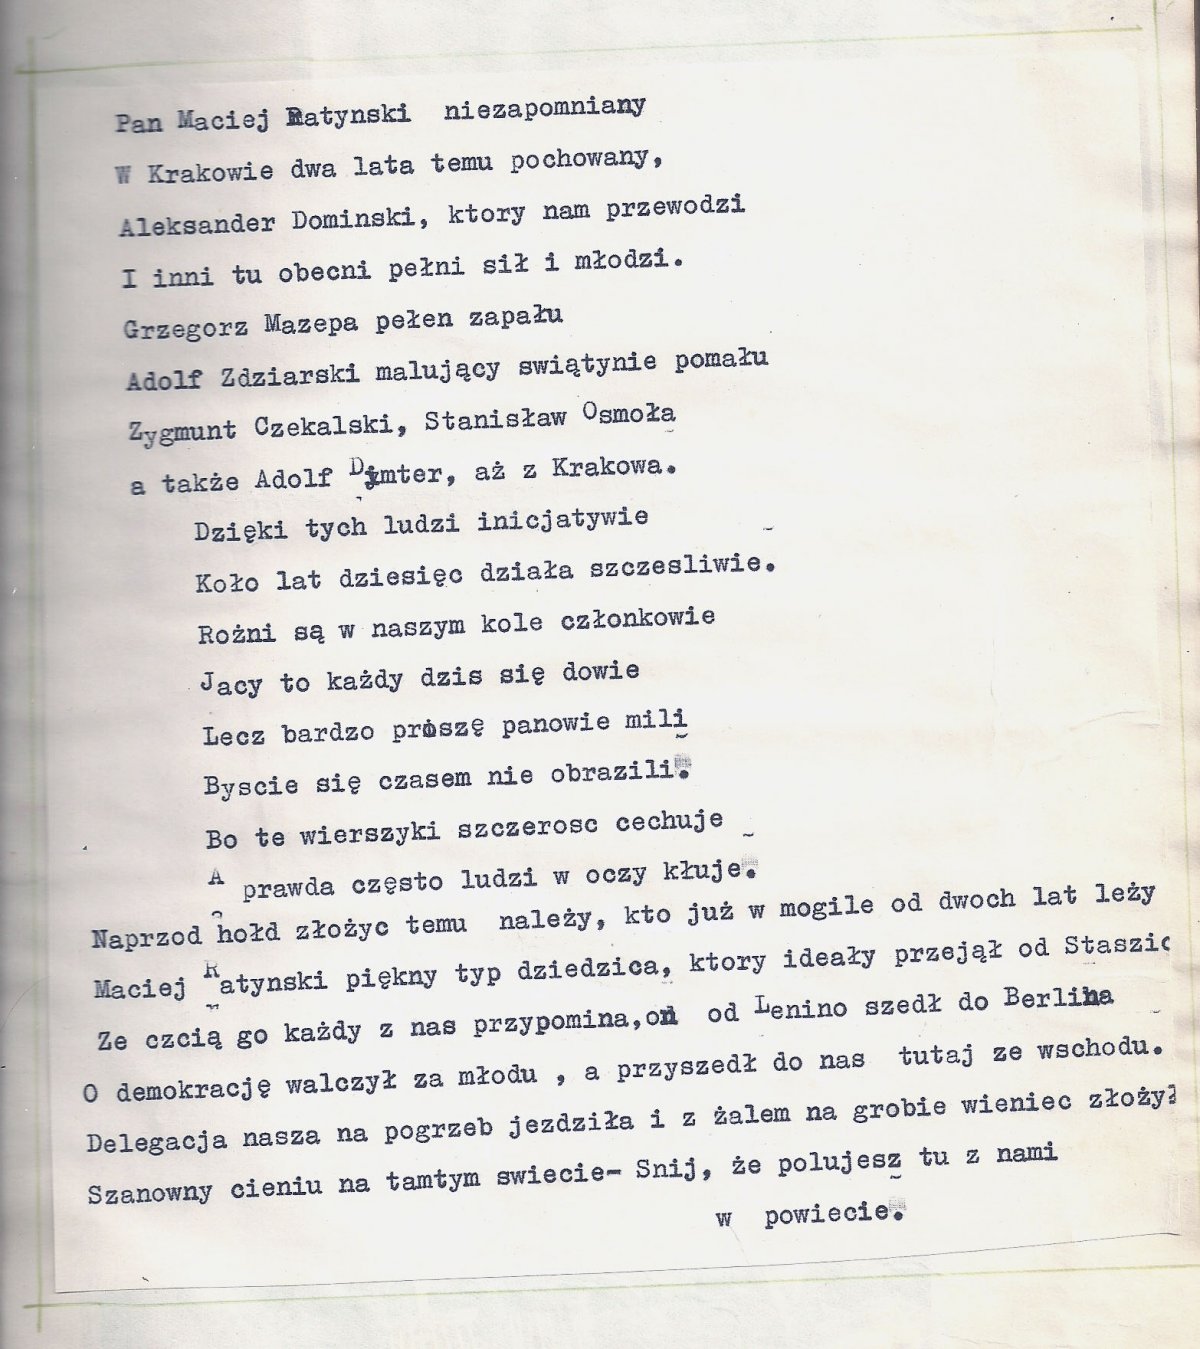 Pan Maciej Ratynski niezapomniany
W Krakowie dwa lata temu pochowany,
Aleksander Dominski, ktory nam przewodzi
I inni tu obecni pełni sił i młodzi.
Grzegorz Mazepa pełen zapału
Adolf Zdziarski malujący swiątynie pomału
Zygmunt Czekalski, Stanisław Osmoła
a także Adolf Dymter, aż z Krakowa.
Dzięki tych ludzi inicjatywie
Koło lat dziesięc działa szczesliwie.
Rożni są w naszym kole członkowie
Jacy to każdy dzis się dowie
Lecz bardzo proszę panowie mili
Byscie się czasem nie obrazili.
Bo te wierszyki szczerosc cechuje
A prawda często ludzi w oczy kłuje.
Naprzod hołd złożyc temu należy, kto już w mogile od dwoch lat leży
Maciej Ratynski piękny typ dziedzica, ktory ideały przejął od Staszic
Ze czcią go każdy z nas przypomina,on od Lenino szedł do Berlina
O demokrację walczył za młodu , a przyszedł do nas tutaj ze wschodu.
Delegacja nasza na pogrzeb jezdziła i z żalem na grobie wieniec złożył
Szanowny cieniu na tamtym swiecie- Snij, że polujesz tu z nami
w powiecie.